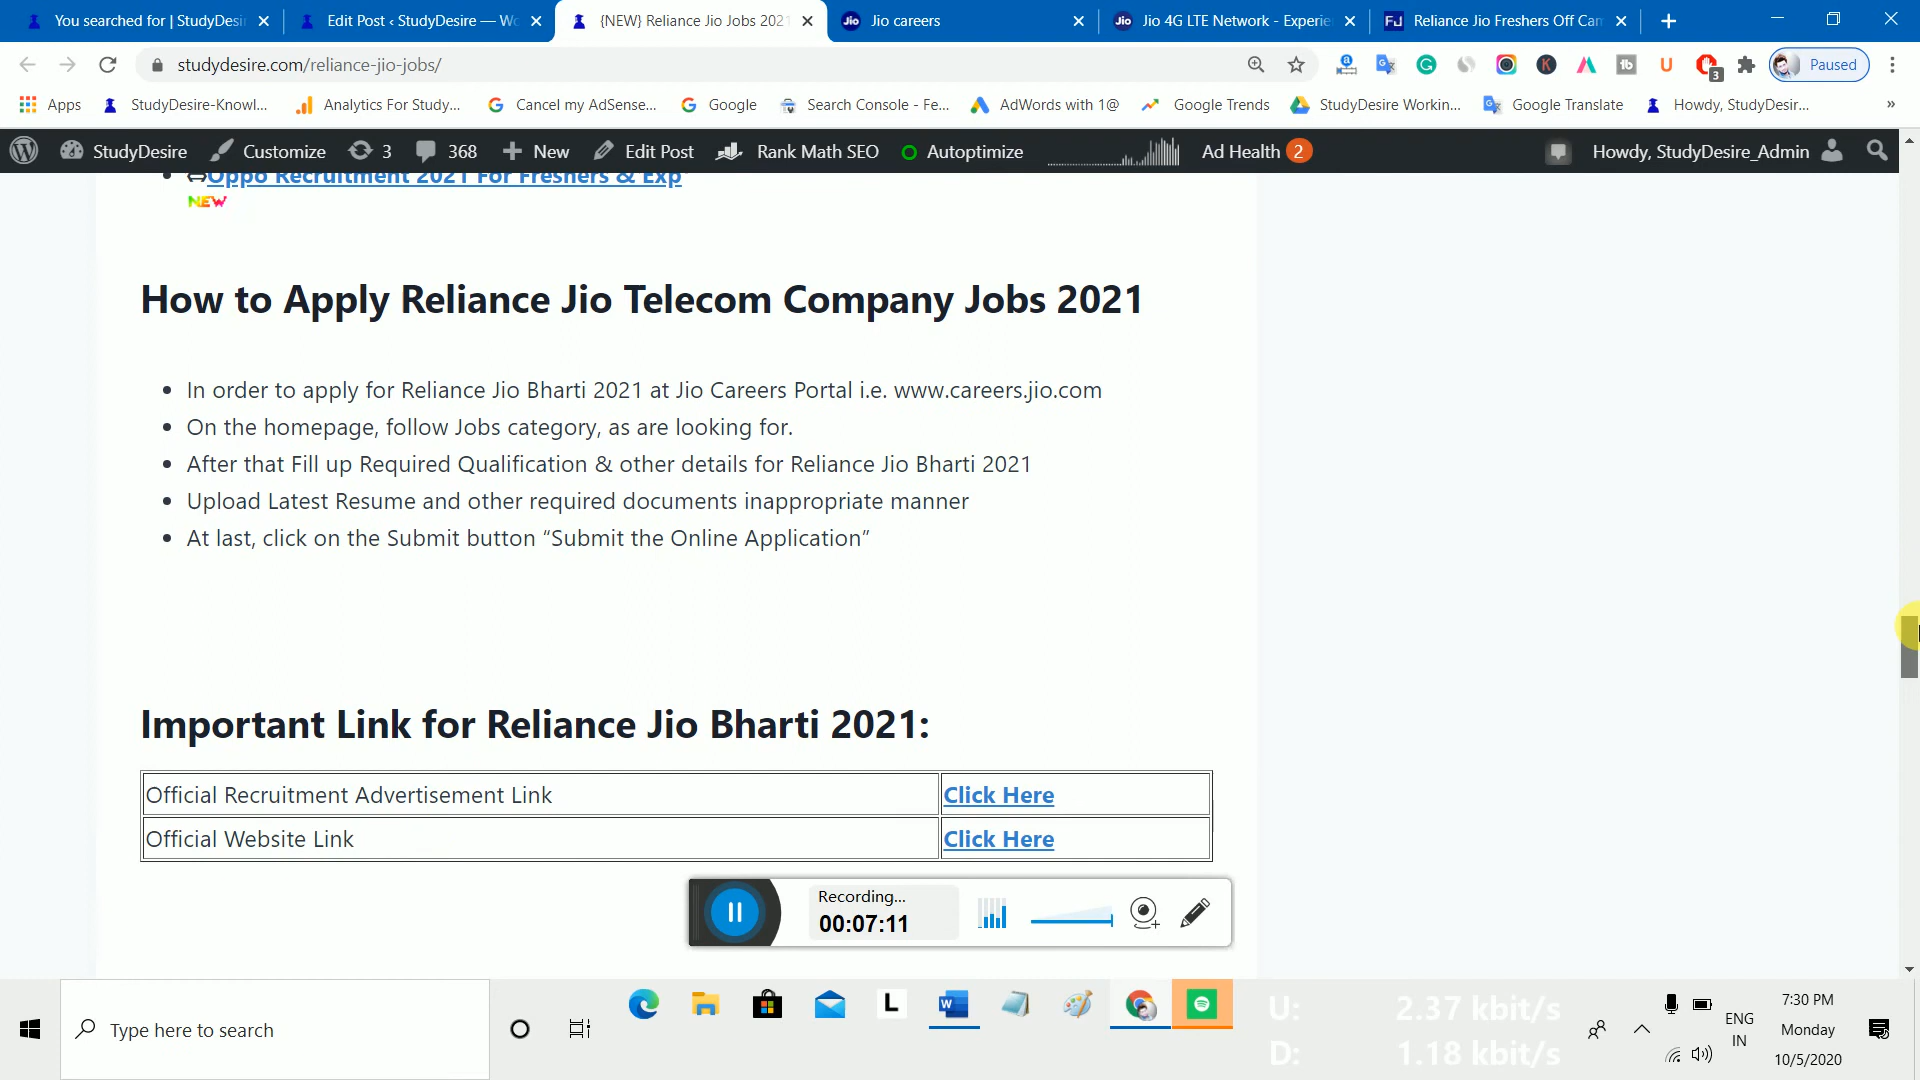 You searched for | StudyDesi
Edit Post ‹ StudyDesire — Wo
{NEW} Reliance Jio Jobs 2021
Jio careers
Jio 4G LTE Network - Experie
Reliance Jio Freshers Off Cam
studydesire.com/reliance-jio-jobs/
3
Paused
Apps
StudyDesire-Knowl...
Analytics For Study...
Cancel my AdSense...
Google
Search Console - Fe...
AdWords with 1@
Google Trends
StudyDesire Workin...
Google Translate
Howdy, StudyDesir...
»
StudyDesire
Customize
3
368
New
Edit Post
Rank Math SEO
Autoptimize
Ad Health 2
Howdy, StudyDesire_Admin
Oppo Recruitment 2021 For Freshers & Exp
NEW
How to Apply Reliance Jio Telecom Company Jobs 2021
• In order to apply for Reliance Jio Bharti 2021 at Jio Careers Portal i.e. www.careers.jio.com
• On the homepage, follow Jobs category, as are looking for.
• After that Fill up Required Qualification & other details for Reliance Jio Bharti 2021
• Upload Latest Resume and other required documents inappropriate manner
• At last, click on the Submit button “Submit the Online Application”
Important Link for Reliance Jio Bharti 2021:
Official Recruitment Advertisement Link
Click Here
Official Website Link
Click Here
Recording...
00:07:11
Type here to search
L
U: 2.37 kbit/s
D: 1.18 kbit/s
ENG
IN
7:30 PM
Monday
10/5/2020